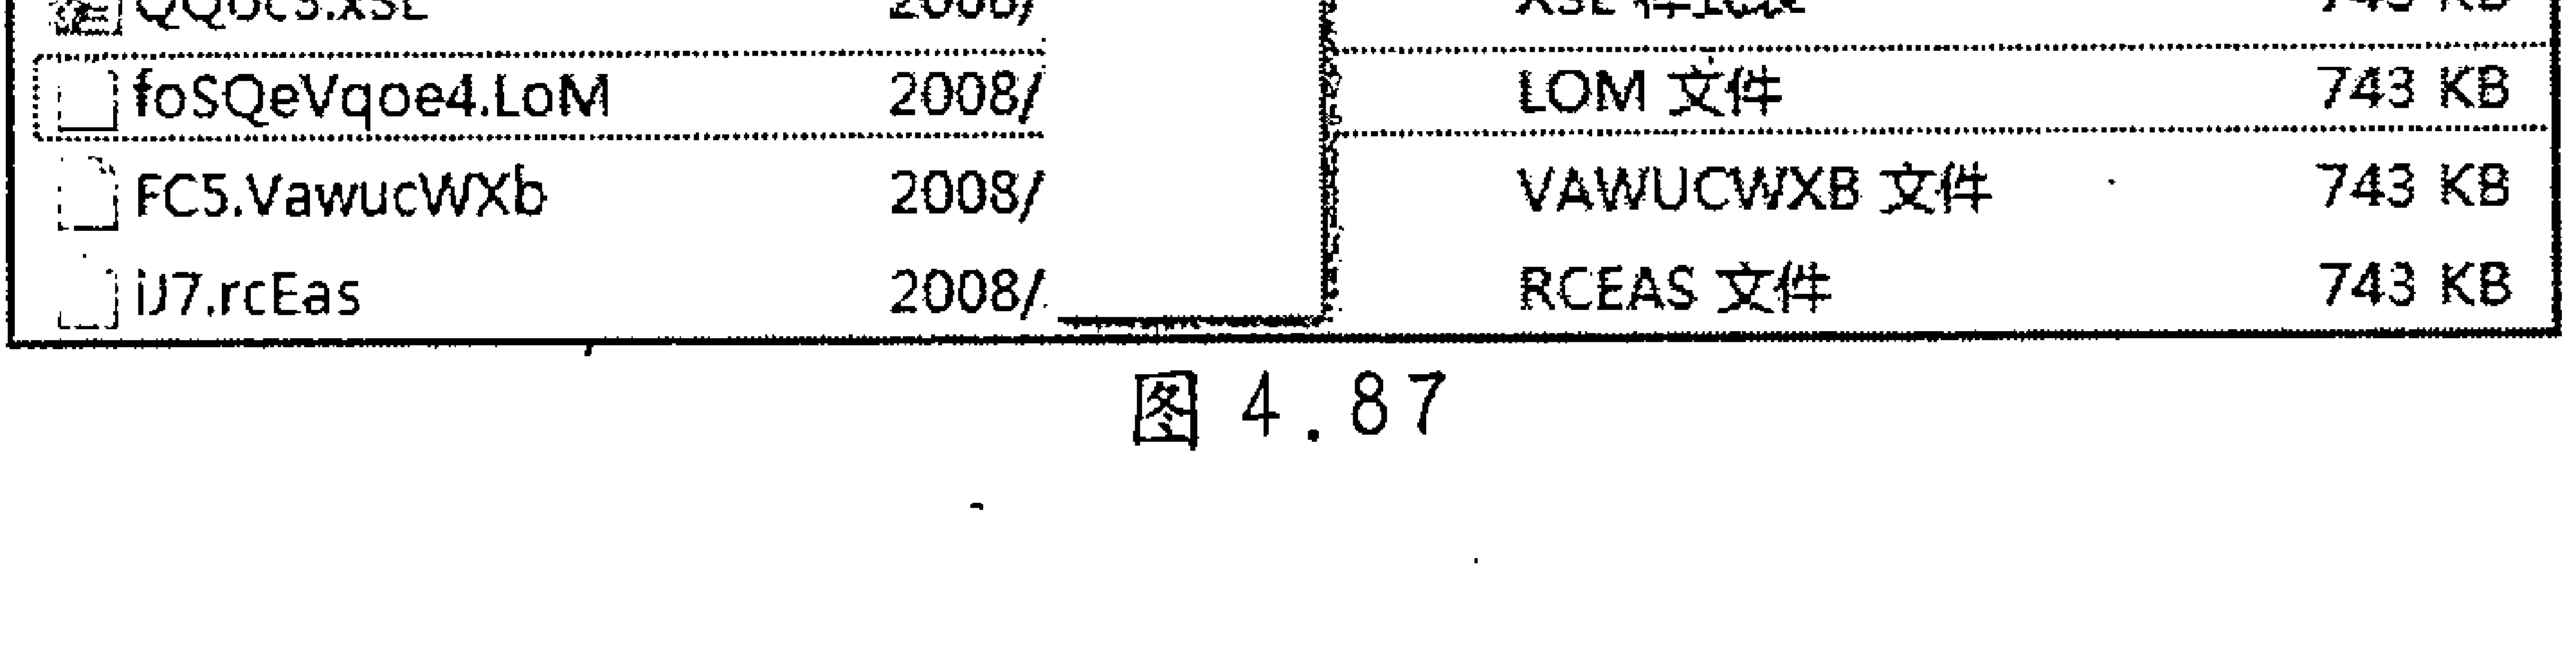 foSQeVqoe4.LoM 2008/ LOM 文件 743 KB
FC5.VawucWXb 2008/ VAWUCWXB 文件 743 KB
iJ7.rcEas 2008/ RCEAS 文件 743 KB
图 4.87